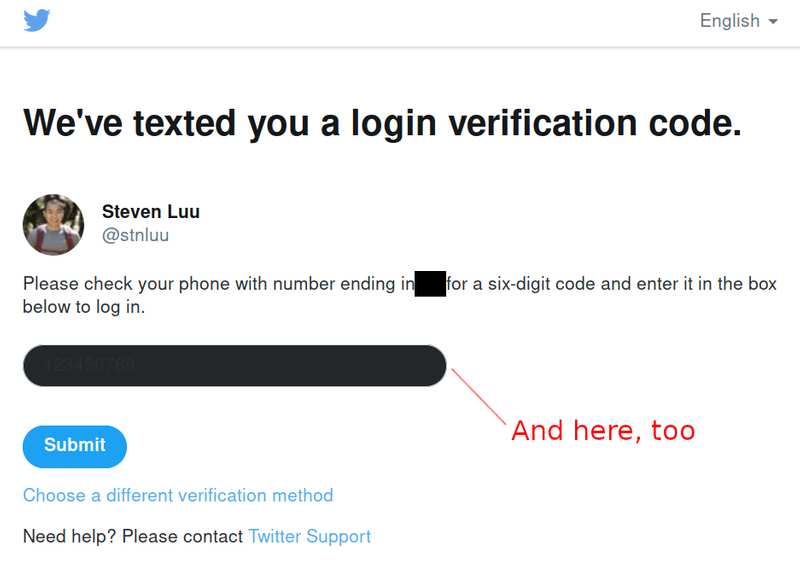 English
We've texted you a login verification code.
Steven Luu
@stnluu
Please check your phone with number ending in for a six-digit code and enter it in the box
below to log in.
123456789
And here, too
Submit
Choose a different verification method
Need help? Please contact Twitter Support